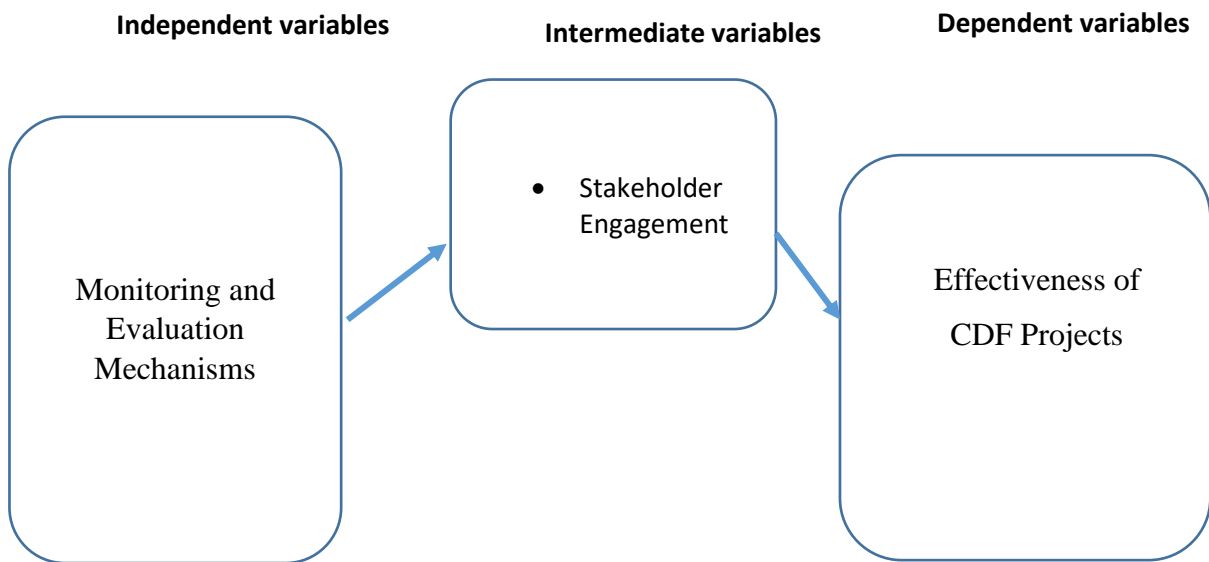 Independent variables
Intermediate variables
Dependent variables
Monitoring and
Evaluation
Mechanisms
• Stakeholder
Engagement
Effectiveness of
CDF Projects